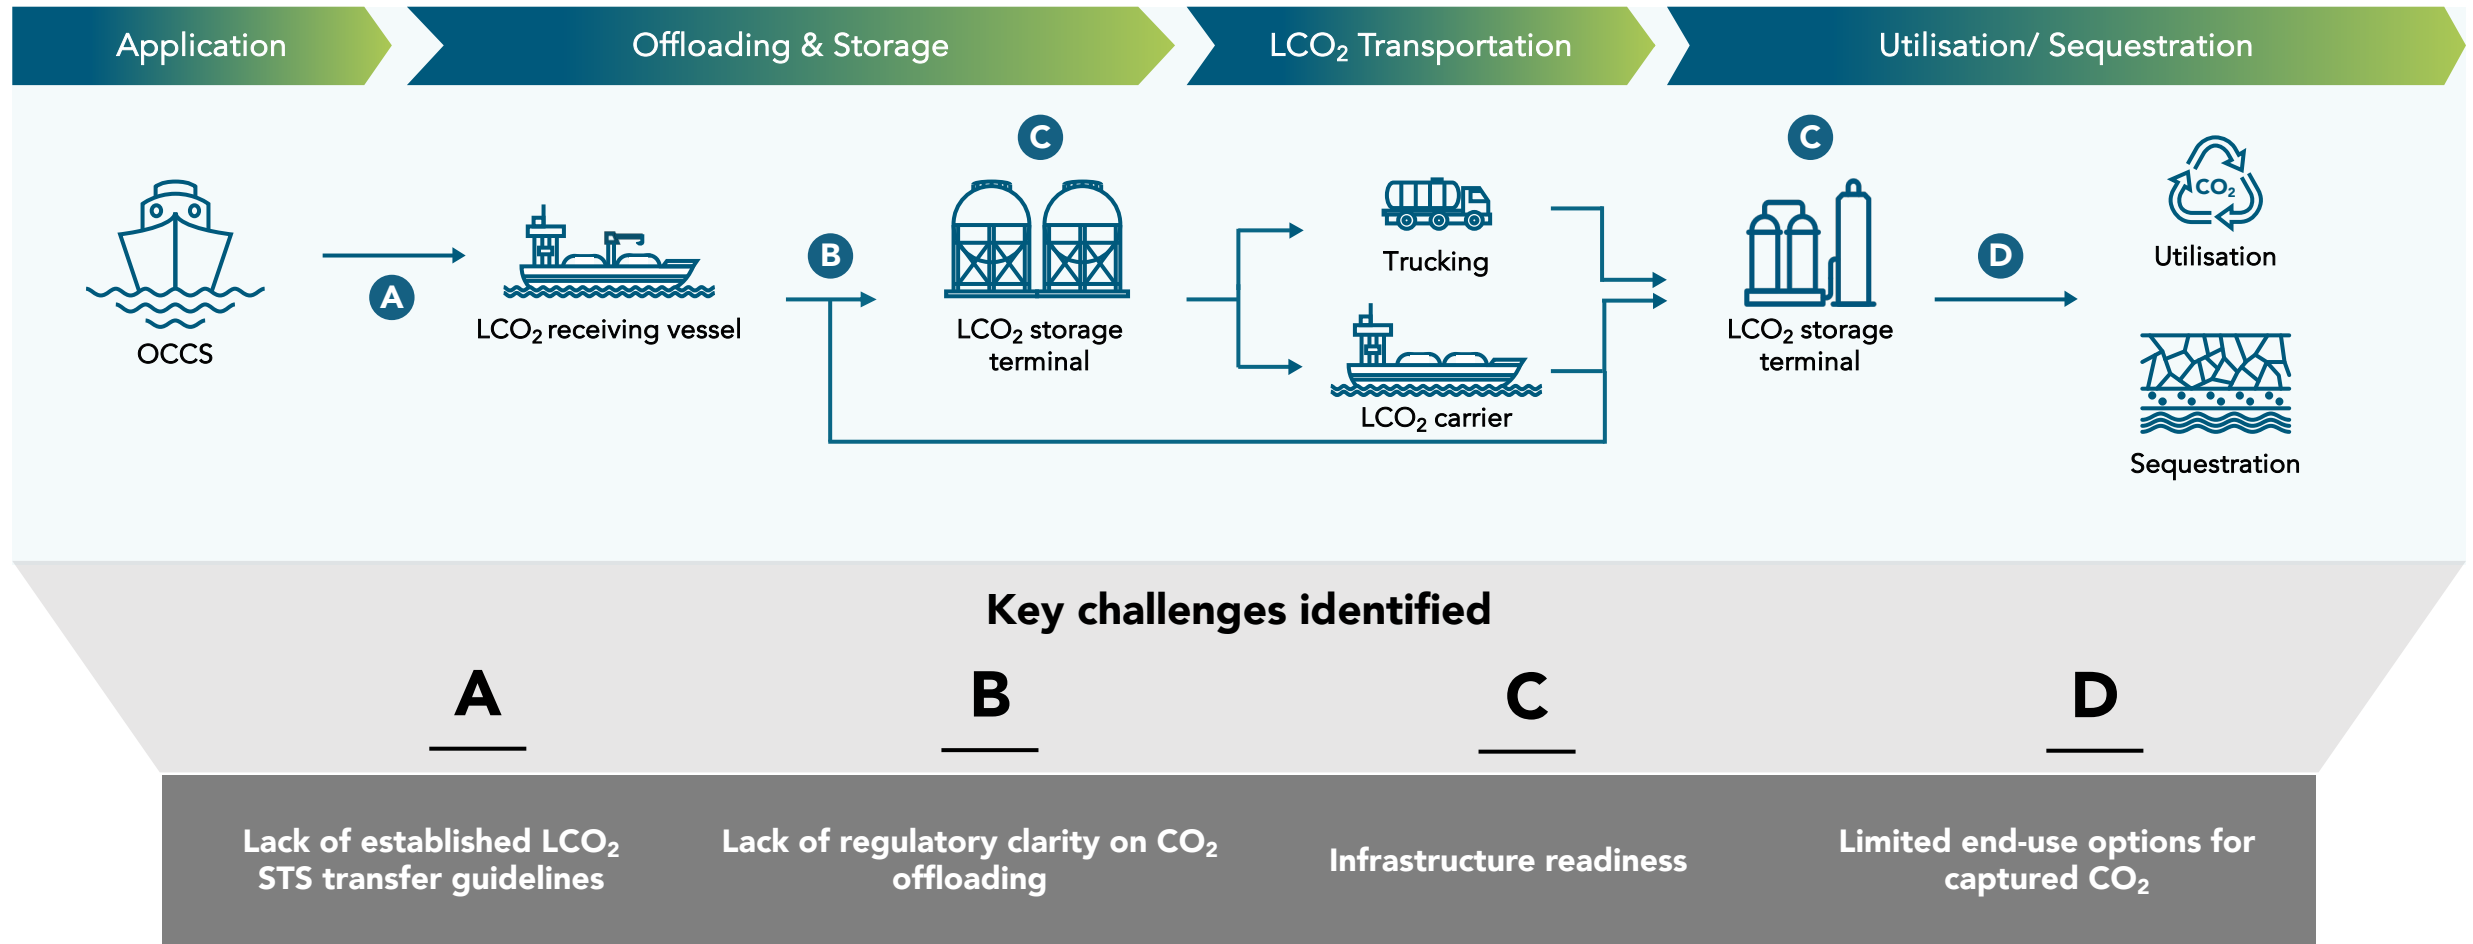 Application
Offloading & Storage
LCO₂ Transportation
Utilisation/ Sequestration
C
C
CO₂
B
D
A
Trucking
Utilisation
OCCS
LCO₂ receiving vessel
LCO₂ storage
terminal
LCO₂ carrier
LCO₂ storage
terminal
Sequestration
Key challenges identified
A
B
C
D
Lack of established LCO₂
STS transfer guidelines
Lack of regulatory clarity on CO₂
offloading
Infrastructure readiness
Limited end-use options for
captured CO₂